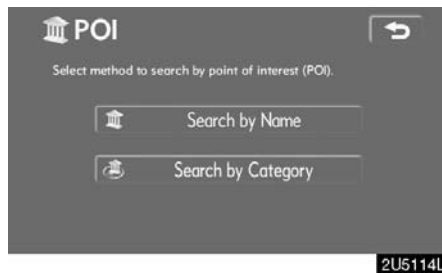 POI
Select method to search by point of interest (POI).
Search by Name
Search by Category
2U5114L